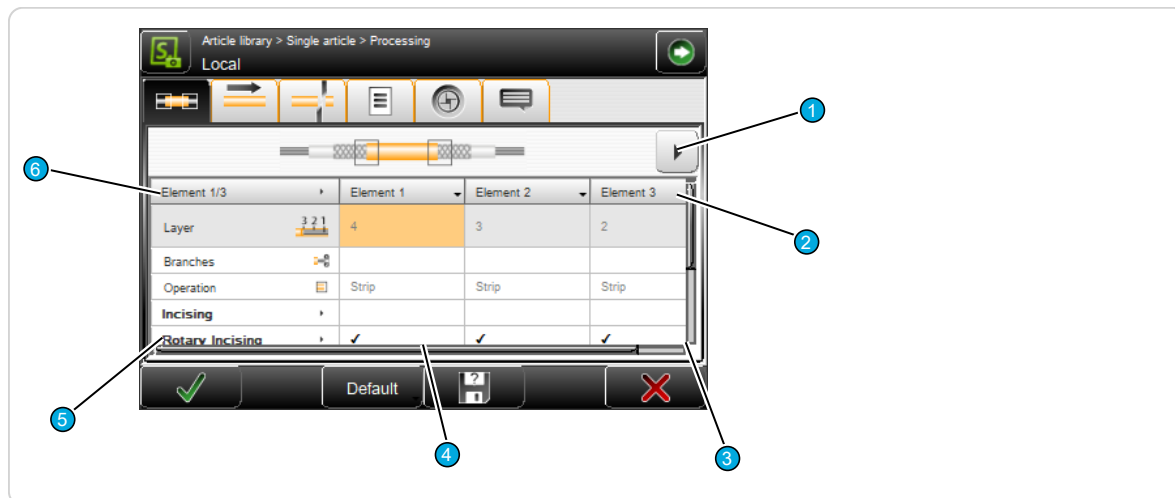 Article library > Single article > Processing
Local
1
6
Element 1/3 Element 1 Element 2 Element 3
2
Layer 3 2 1 4 3 2
Branches
Operation Strip Strip Strip
Incising
Rotary Incising ✓ ✓ ✓
Default ?
5
4
3